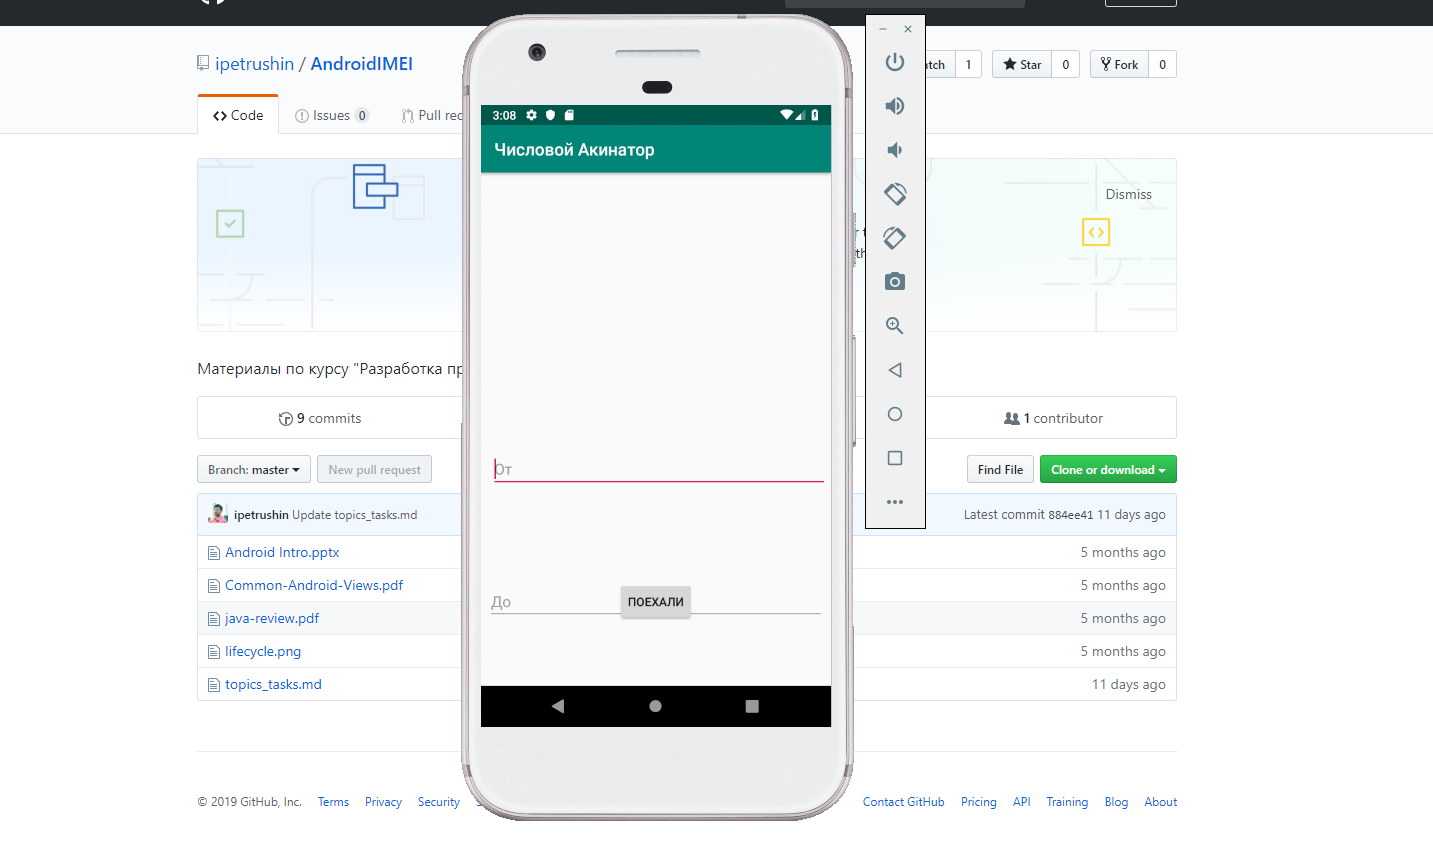 ipetrushin / AndroidIMEI
1 Star 0 Fork 0
Code Issues 0 Pull
Dismiss
Материалы по курсу "Разработка
9 commits
1 contributor
Branch: master New pull request
Find File Clone or download
ipetrushin Update topics_tasks.md
Latest commit 884ee41 11 days ago
Android Intro.pptx 5 months ago
Common-Android-Views.pdf 5 months ago
java-review.pdf 5 months ago
lifecycle.png 5 months ago
topics_tasks.md 11 days ago
© 2019 GitHub, Inc. Terms Privacy Security
Contact GitHub Pricing API Training Blog About
3:08
Числовой Акинатор
От
До
ПОЕХАЛИ